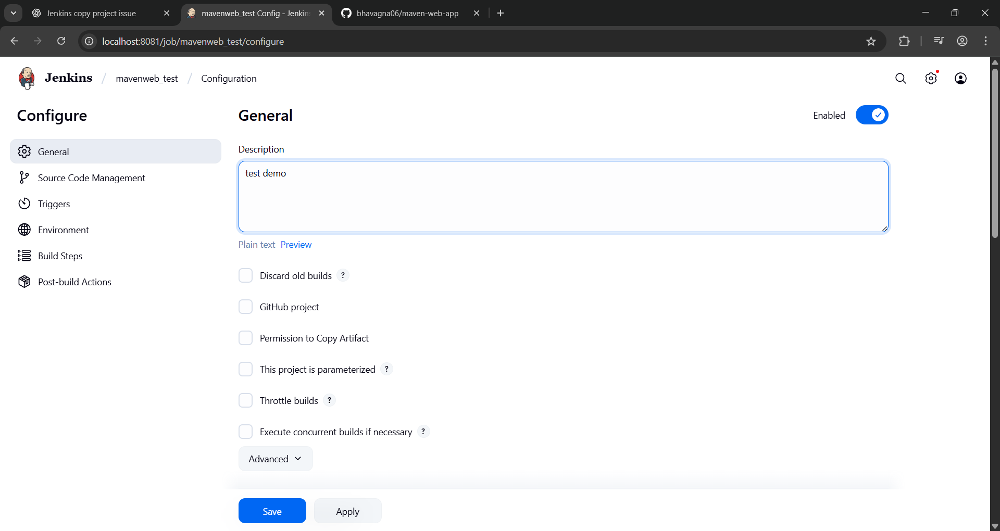 Jenkins copy project issue
mavenweb_test Config - Jenkins
bhavagna06/maven-web-app
localhost:8081/job/mavenweb_test/configure
Jenkins / mavenweb_test / Configuration
Configure
General
Source Code Management
Triggers
Environment
Build Steps
Post-build Actions
General
Enabled
Description
test demo
Plain text Preview
Discard old builds ?
GitHub project
Permission to Copy Artifact
This project is parameterized ?
Throttle builds ?
Execute concurrent builds if necessary ?
Advanced
Save
Apply